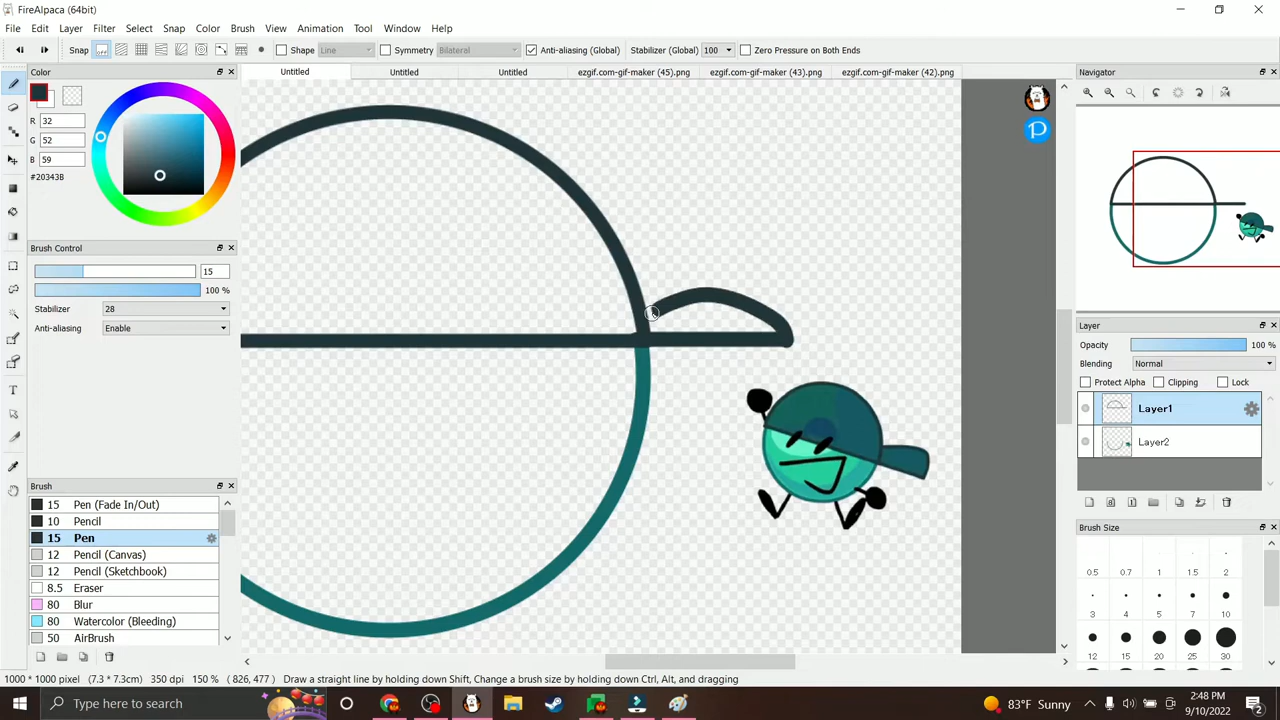 FireAlpaca (64bit)
File Edit Layer Filter Select Snap Color Brush View Animation Tool Window Help
Snap Shape Line Symmetry Bilateral Anti-aliasing (Global) Stabilizer (Global) 100 Zero Pressure on Both Ends
Color
Untitled Untitled Untitled ezgif.com-gif-maker (45).png ezgif.com-gif-maker (43).png ezgif.com-gif-maker (42).png
Navigator
R 32
G 52
B 59
#20343B
Brush Control
15
100 %
Stabilizer 28
Anti-aliasing Enable
Layer
Opacity 100 %
Blending Normal
Protect Alpha Clipping Lock
Layer1
Layer2
Brush
15 Pen (Fade In/Out)
10 Pencil
15 Pen
12 Pencil (Canvas)
12 Pencil (Sketchbook)
8.5 Eraser
80 Blur
80 Watercolor (Bleeding)
50 AirBrush
Brush Size
0.5 0.7 1 1.5 2
3 4 5 7 10
12 15 20 25 30
1000 * 1000 pixel (7.3 * 7.3cm) 350 dpi 150 % (826, 477) Draw a straight line by holding down Shift, Change a brush size by holding down Ctrl, Alt, and dragging
Type here to search
83°F Sunny
2:48 PM
9/10/2022